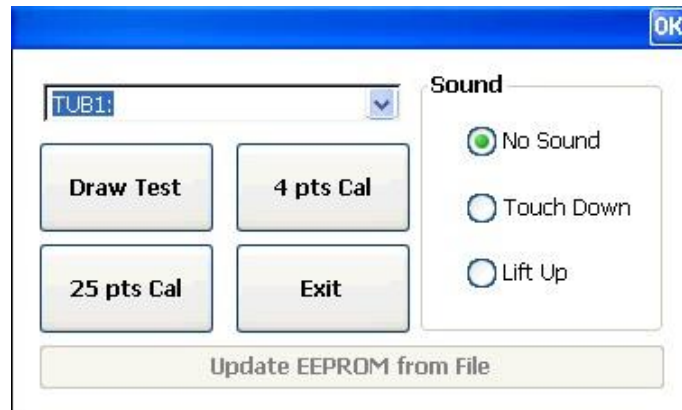 OK
TUB1:
Draw Test
4 pts Cal
25 pts Cal
Exit
Sound
No Sound
Touch Down
Lift Up
Update EEPROM from File